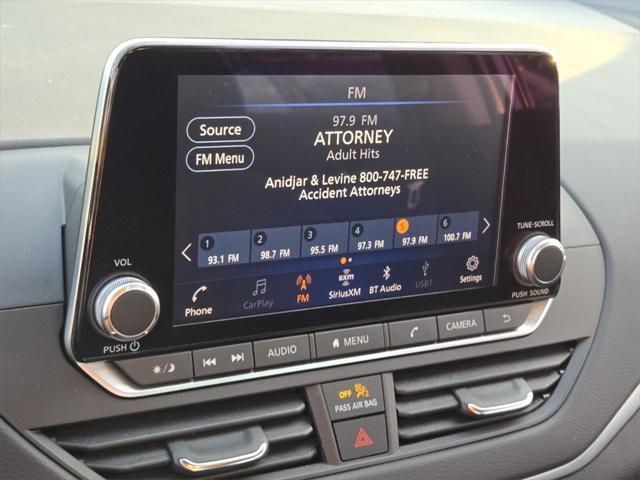 FM
97.9 FM
Source
ATTORNEY
FM Menu
Adult Hits
Anidjar & Levine 800-747-FREE
Accident Attorneys
1 2 3 4 5 6
93.1 FM 98.7 FM 95.5 FM 97.3 FM 97.9 FM 100.7 FM
Phone CarPlay FM SiriusXM BT Audio USB1 Settings
sxm
VOL
PUSH
TUNE-SCROLL
PUSH SOUND
AUDIO MENU CAMERA
OFF
PASS AIR BAG